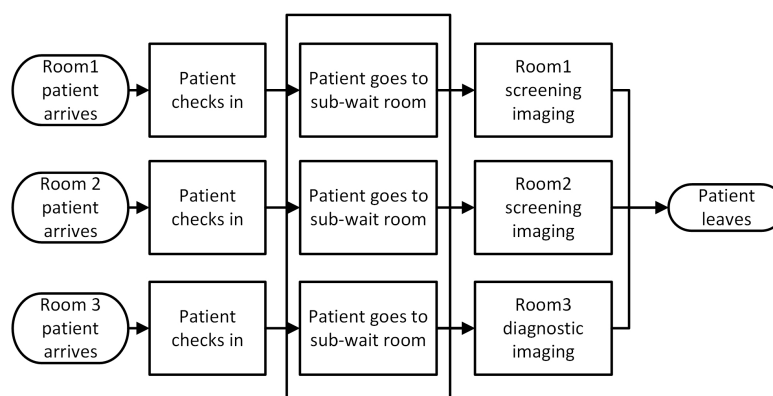 Room1
patient
arrives
Patient
checks in
Patient goes to
sub-wait room
Room1
screening
imaging
Room 2
patient
arrives
Patient
checks in
Patient goes to
sub-wait room
Room2
screening
imaging
Patient
leaves
Room 3
patient
arrives
Patient
checks in
Patient goes to
sub-wait room
Room3
diagnostic
imaging